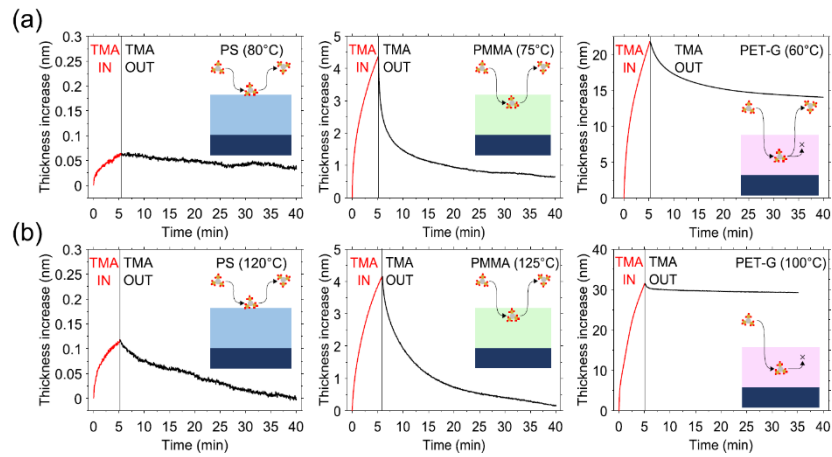 (a)
Thickness increase (nm)
0.3
0.25
0.2
0.15
0.1
0.05
0
TMA
IN
TMA
OUT
PS (80°C)
0 5 10 15 20 25 30 35 40
Time (min)
Thickness increase (nm)
5
4
3
2
1
0
TMA
IN
TMA
OUT
PMMA (75°C)
0 5 10 15 20 25 30 35 40
Time (min)
Thickness increase (nm)
20
15
10
5
0
TMA
IN
TMA
OUT
PET-G (60°C)
×
0 5 10 15 20 25 30 35 40
Time (min)
(b)
Thickness increase (nm)
0.3
0.25
0.2
0.15
0.1
0.05
0
TMA
IN
TMA
OUT
PS (120°C)
0 5 10 15 20 25 30 35 40
Time (min)
Thickness increase (nm)
5
4
3
2
1
0
TMA
IN
TMA
OUT
PMMA (125°C)
0 5 10 15 20 25 30 35 40
Time (min)
Thickness increase (nm)
40
30
20
10
0
TMA
IN
TMA
OUT
PET-G (100°C)
×
0 5 10 15 20 25 30 35 40
Time (min)